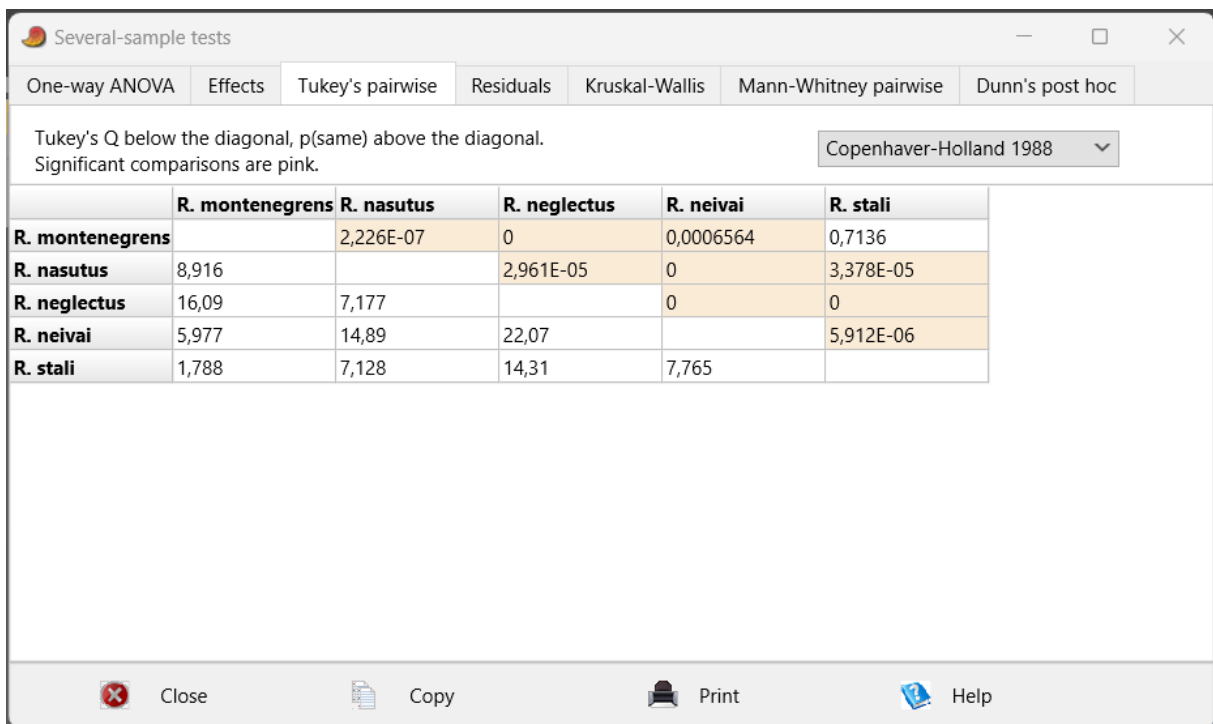 Several-sample tests
One-way ANOVA Effects Tukey's pairwise Residuals Kruskal-Wallis Mann-Whitney pairwise Dunn's post hoc
Tukey's Q below the diagonal, p(same) above the diagonal.
Significant comparisons are pink.
Copenhaver-Holland 1988
R. montenegrens R. nasutus R. neglectus R. neivai R. stali
R. montenegrens 2,226E-07 0 0,0006564 0,7136
R. nasutus 8,916 2,961E-05 0 3,378E-05
R. neglectus 16,09 7,177 0 0
R. neivai 5,977 14,89 22,07 5,912E-06
R. stali 1,788 7,128 14,31 7,765
Close Copy Print Help